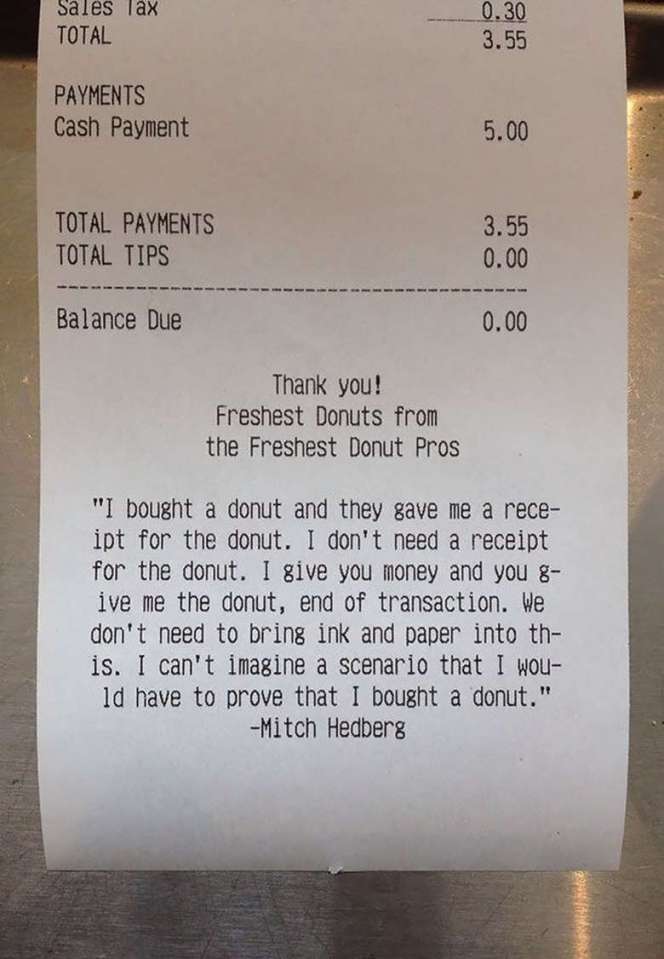 Sales Tax 0.30
TOTAL 3.55
PAYMENTS
Cash Payment 5.00
TOTAL PAYMENTS 3.55
TOTAL TIPS 0.00
Balance Due 0.00
Thank you!
Freshest Donuts from
the Freshest Donut Pros
"I bought a donut and they gave me a rece-
ipt for the donut. I don't need a receipt
for the donut. I give you money and you g-
ive me the donut, end of transaction. We
don't need to bring ink and paper into th-
is. I can't imagine a scenario that I wou-
ld have to prove that I bought a donut."
-Mitch Hedberg